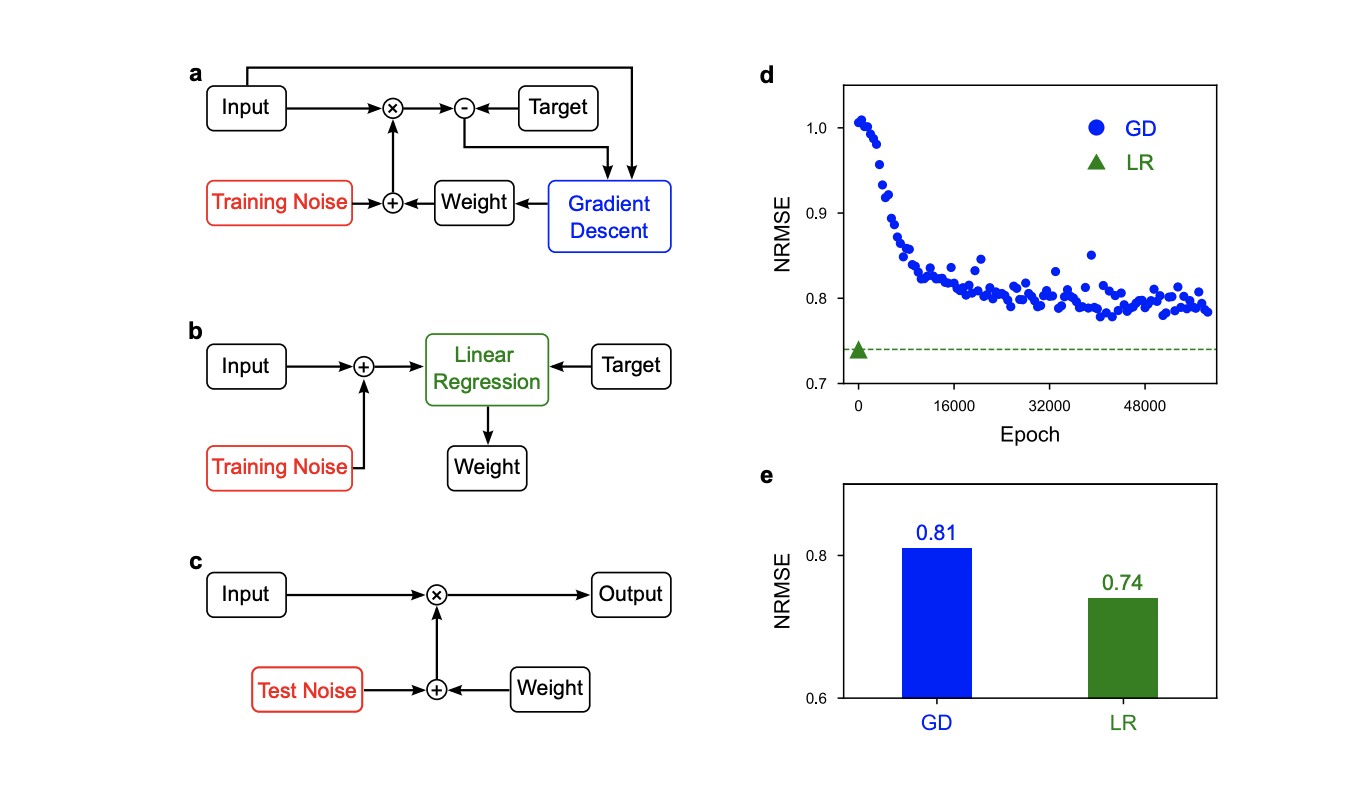 a
Input
×
-
Target
Training Noise
+
Weight
Gradient
Descent
b
Input
+
Linear
Regression
Target
Training Noise
Weight
c
Input
×
Output
Test Noise
+
Weight
d
NRMSE
1.0
0.9
0.8
0.7
GD
LR
0 16000 32000 48000
Epoch
e
NRMSE
0.8
0.6
0.81
0.74
GD LR